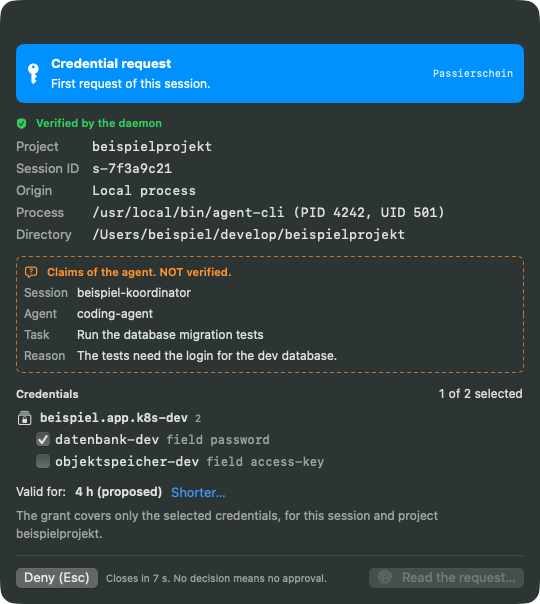 Credential request
First request of this session.
Passierschein
Verified by the daemon
Project beispielprojekt
Session ID s-7f3a9c21
Origin Local process
Process /usr/local/bin/agent-cli (PID 4242, UID 501)
Directory /Users/beispiel/develop/beispielprojekt
Claims of the agent. NOT verified.
Session beispiel-koordinator
Agent coding-agent
Task Run the database migration tests
Reason The tests need the login for the dev database.
Credentials 1 of 2 selected
beispiel.app.k8s-dev 2
datenbank-dev field password
objektspeicher-dev field access-key
Valid for: 4 h (proposed) Shorter...
The grant covers only the selected credentials, for this session and project
beispielprojekt.
Deny (Esc) Closes in 7 s. No decision means no approval. Read the request...